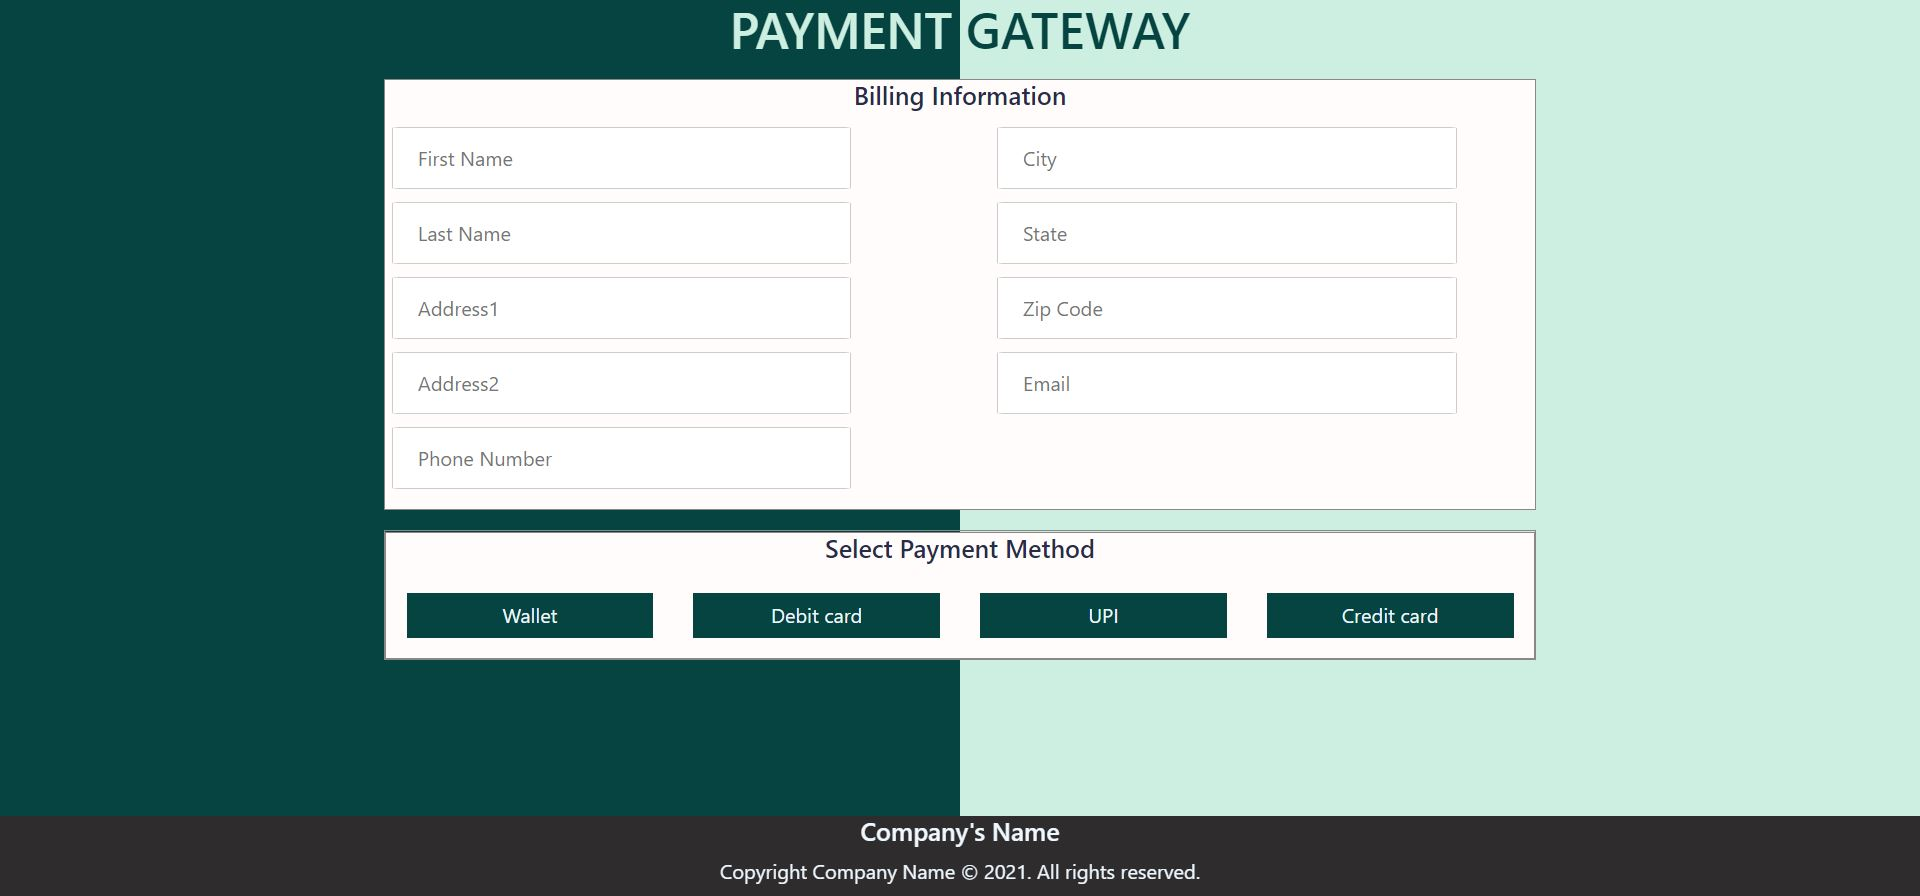 PAYMENT GATEWAY
Billing Information
First Name
City
Last Name
State
Address1
Zip Code
Address2
Email
Phone Number
Select Payment Method
Wallet
Debit card
UPI
Credit card
Company's Name
Copyright Company Name © 2021. All rights reserved.